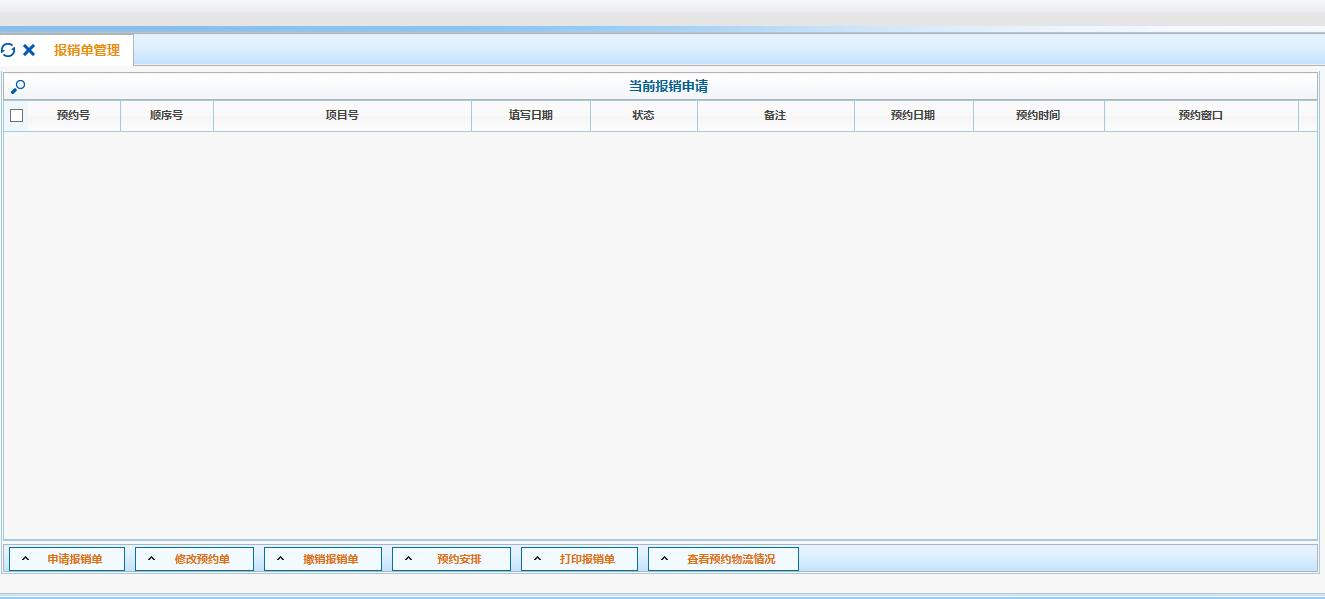 报销单管理
当前报销申请
预约号 顺序号 项目号 填写日期 状态 备注 预约日期 预约时间 预约窗口
申请报销单 修改预约单 撤销报销单 预约安排 打印报销单 查看预约物流情况